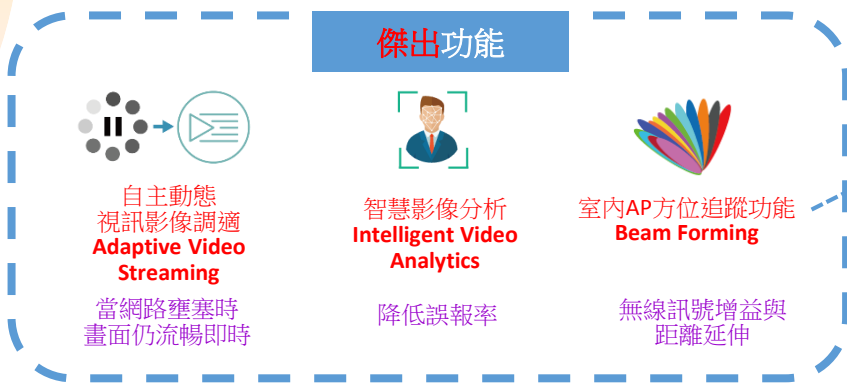 傑出功能
自主動態
視訊影像調適
Adaptive Video
Streaming
當網路壅塞時
畫面仍流暢即時
智慧影像分析
Intelligent Video
Analytics
降低誤報率
室內AP方位追蹤功能
Beam Forming
無線訊號增益與
距離延伸